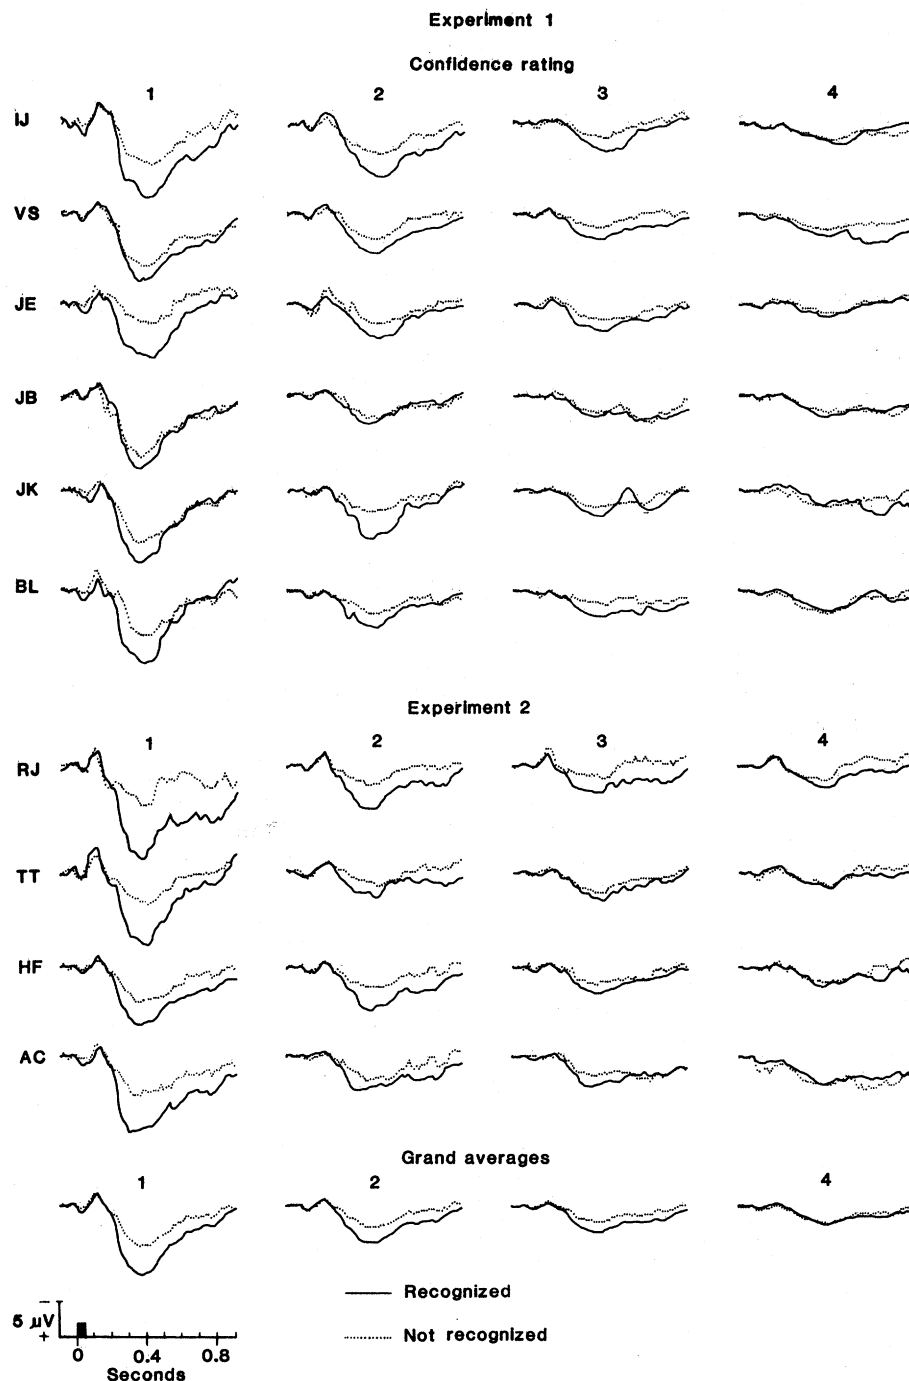 Experiment 1
Confidence rating
1 2 3 4
IJ
VS
JE
JB
JK
BL
Experiment 2
1 2 3 4
RJ
TT
HF
AC
Grand averages
1 2 4
Recognized
5 µV
− +
Not recognized
0 0.4 0.8
Seconds